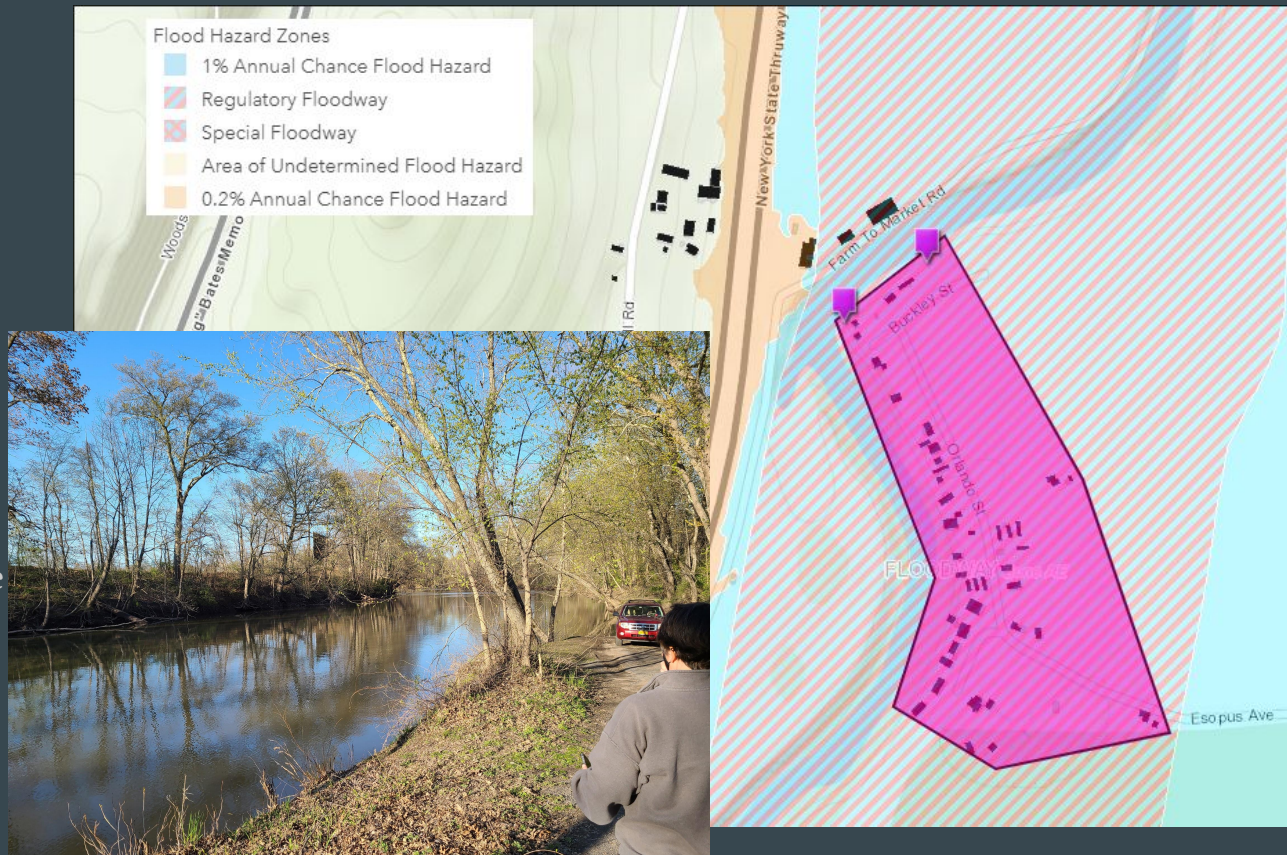 Flood Hazard Zones
1% Annual Chance Flood Hazard
Regulatory Floodway
Special Floodway
Area of Undetermined Flood Hazard
0.2% Annual Chance Flood Hazard
Woods
g" Bates Memo
ll Rd
New York State Thruway
Farm To Market Rd
Buckley St
Orlando St
FLOODWAY
Esopus Ave